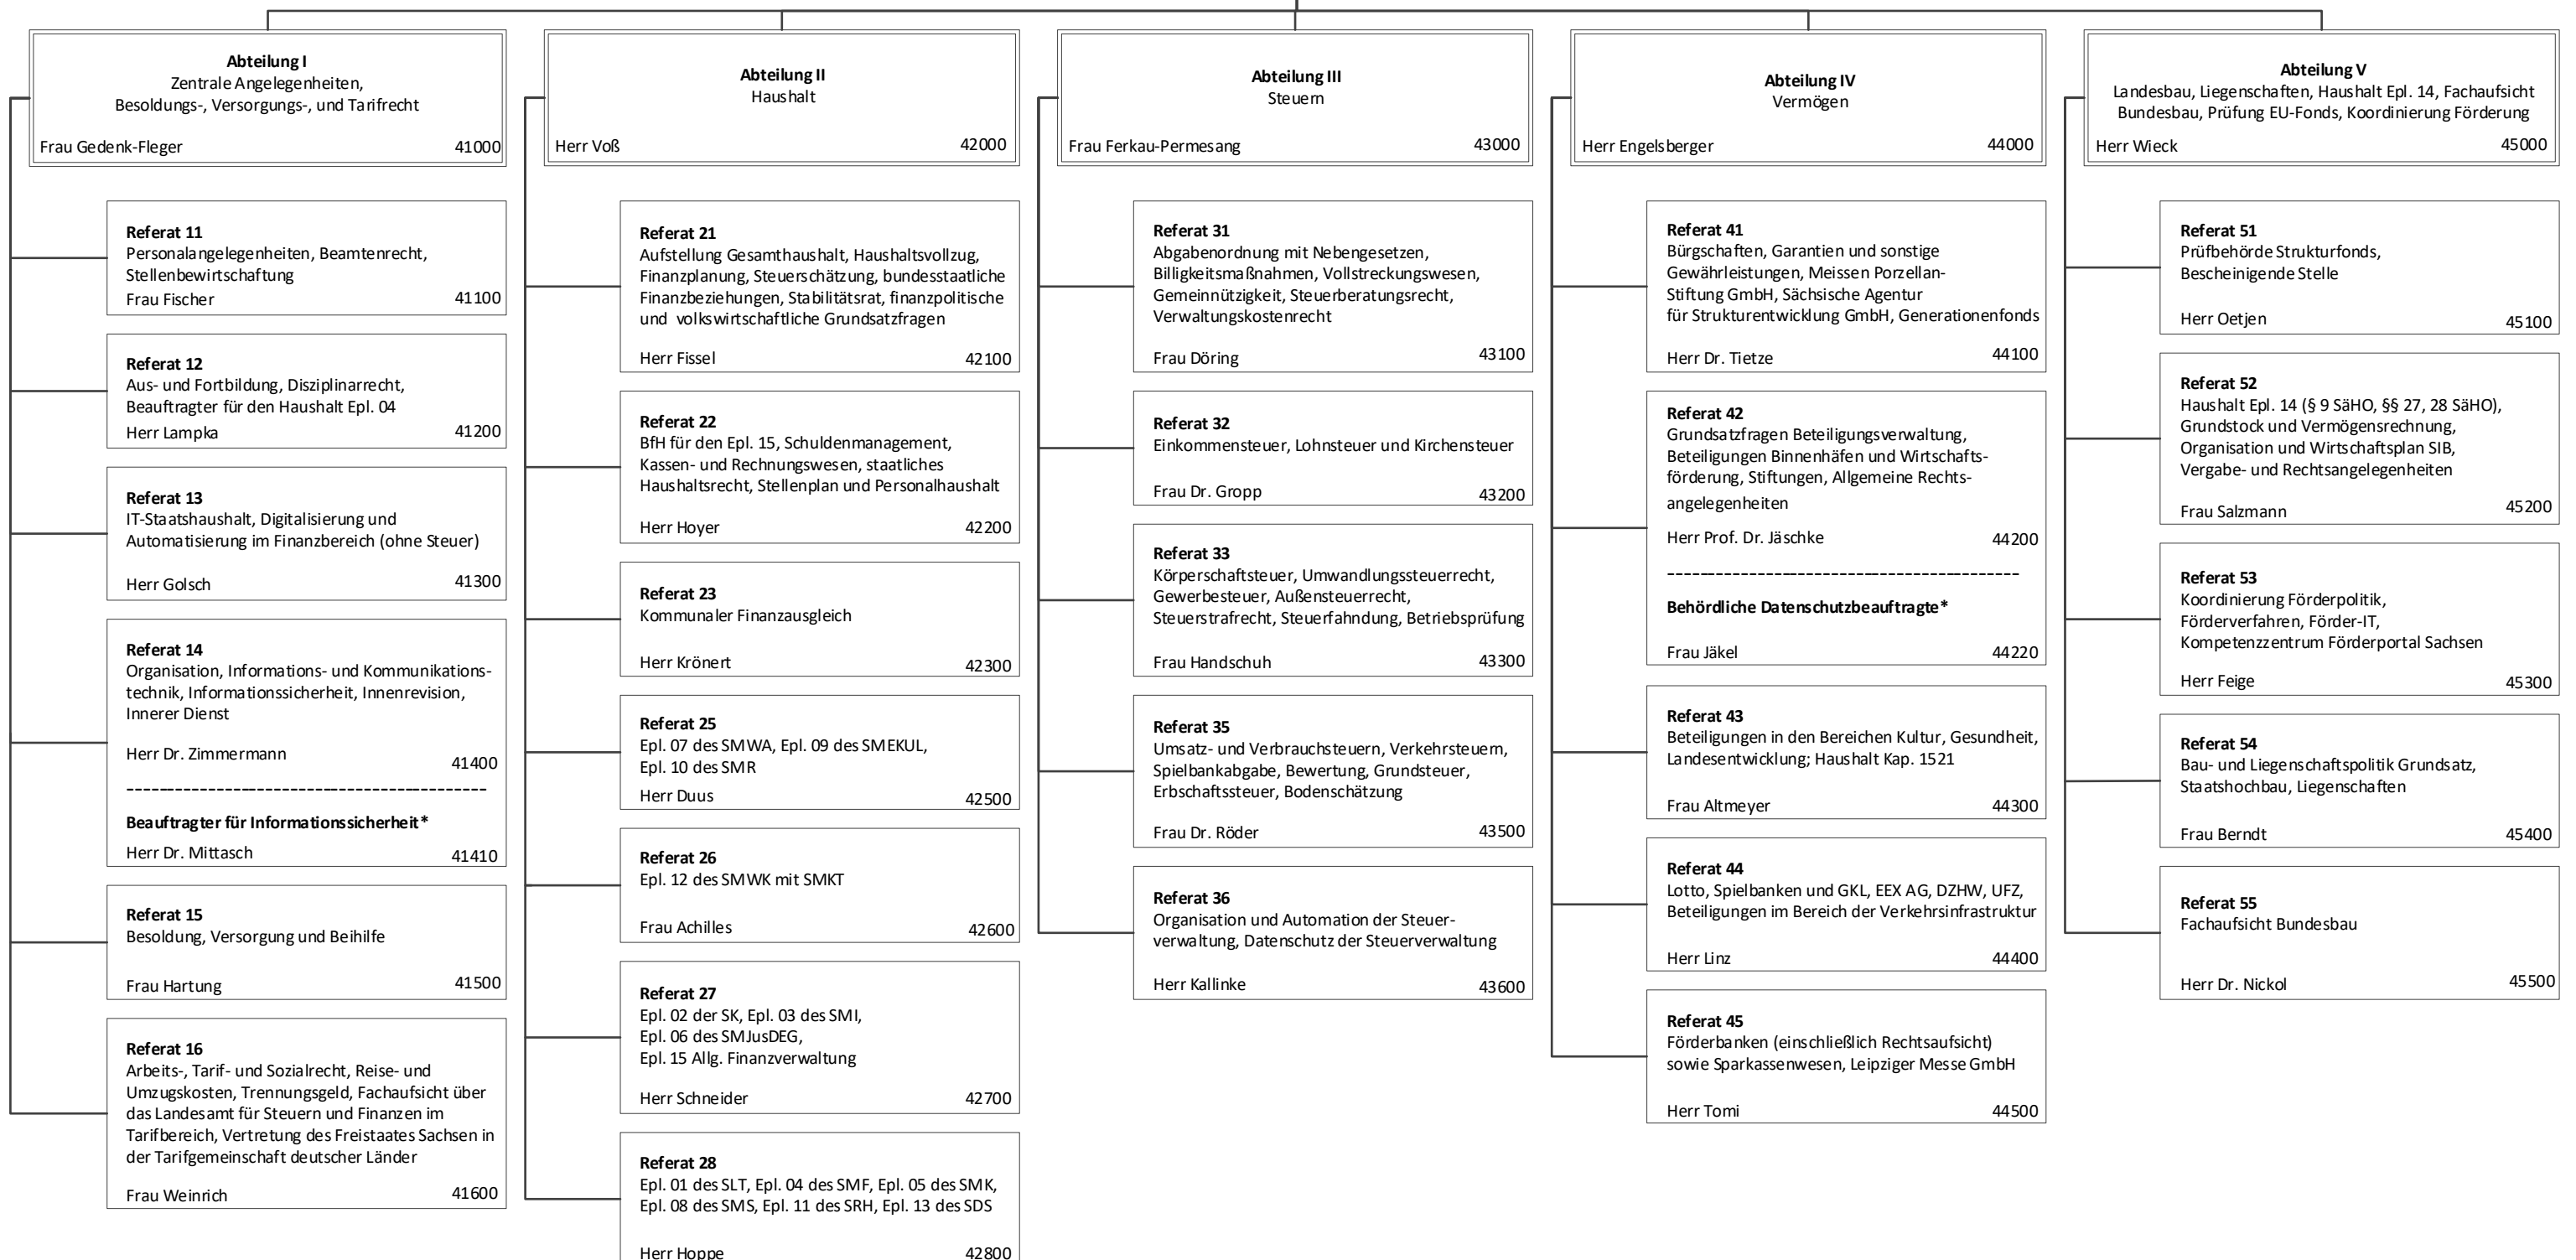 Abteilung I
Zentrale Angelegenheiten,
Besoldungs-, Versorgungs-, und Tarifrecht
Frau Gedenk-Fleger 41000
Referat 11
Personalangelegenheiten, Beamtenrecht,
Stellenbewirtschaftung
Frau Fischer 41100
Referat 12
Aus- und Fortbildung, Disziplinarrecht,
Beauftragter für den Haushalt Epl. 04
Herr Lampka 41200
Referat 13
IT-Staatshaushalt, Digitalisierung und
Automatisierung im Finanzbereich (ohne Steuer)
Herr Golsch 41300
Referat 14
Organisation, Informations- und Kommunikations-
technik, Informationssicherheit, Innenrevision,
Innerer Dienst
Herr Dr. Zimmermann 41400
Beauftragter für Informationssicherheit*
Herr Dr. Mittasch 41410
Referat 15
Besoldung, Versorgung und Beihilfe
Frau Hartung 41500
Referat 16
Arbeits-, Tarif- und Sozialrecht, Reise- und
Umzugskosten, Trennungsgeld, Fachaufsicht über
das Landesamt für Steuern und Finanzen im
Tarifbereich, Vertretung des Freistaates Sachsen in
der Tarifgemeinschaft deutscher Länder
Frau Weinrich 41600
Abteilung II
Haushalt
Herr Voß 42000
Referat 21
Aufstellung Gesamthaushalt, Haushaltsvollzug,
Finanzplanung, Steuerschätzung, bundesstaatliche
Finanzbeziehungen, Stabilitätsrat, finanzpolitische
und volkswirtschaftliche Grundsatzfragen
Herr Fissel 42100
Referat 22
BfH für den Epl. 15, Schuldenmanagement,
Kassen- und Rechnungswesen, staatliches
Haushaltsrecht, Stellenplan und Personalhaushalt
Herr Hoyer 42200
Referat 23
Kommunaler Finanzausgleich
Herr Krönert 42300
Referat 25
Epl. 07 des SMWA, Epl. 09 des SMEKUL,
Epl. 10 des SMR
Herr Duus 42500
Referat 26
Epl. 12 des SMWK mit SMKT
Frau Achilles 42600
Referat 27
Epl. 02 der SK, Epl. 03 des SMI,
Epl. 06 des SMJusDEG,
Epl. 15 Allg. Finanzverwaltung
Herr Schneider 42700
Referat 28
Epl. 01 des SLT, Epl. 04 des SMF, Epl. 05 des SMK,
Epl. 08 des SMS, Epl. 11 des SRH, Epl. 13 des SDS
Herr Hoppe 42800
Abteilung III
Steuern
Frau Ferkau-Permesang 43000
Referat 31
Abgabenordnung mit Nebengesetzen,
Billigkeitsmaßnahmen, Vollstreckungswesen,
Gemeinnützigkeit, Steuerberatungsrecht,
Verwaltungskostenrecht
Frau Döring 43100
Referat 32
Einkommensteuer, Lohnsteuer und Kirchensteuer
Frau Dr. Gropp 43200
Referat 33
Körperschaftsteuer, Umwandlungssteuerrecht,
Gewerbesteuer, Außensteuerrecht,
Steuerstrafrecht, Steuerfahndung, Betriebsprüfung
Frau Handschuh 43300
Referat 35
Umsatz- und Verbrauchsteuern, Verkehrsteuern,
Spielbankabgabe, Bewertung, Grundsteuer,
Erbschaftssteuer, Bodenschätzung
Frau Dr. Röder 43500
Referat 36
Organisation und Automation der Steuer-
verwaltung, Datenschutz der Steuerverwaltung
Herr Kallinke 43600
Abteilung IV
Vermögen
Herr Engelsberger 44000
Referat 41
Bürgschaften, Garantien und sonstige
Gewährleistungen, Meissen Porzellan-
Stiftung GmbH, Sächsische Agentur
für Strukturentwicklung GmbH, Generationenfonds
Herr Dr. Tietze 44100
Referat 42
Grundsatzfragen Beteiligungsverwaltung,
Beteiligungen Binnenhäfen und Wirtschafts-
förderung, Stiftungen, Allgemeine Rechts-
angelegenheiten
Herr Prof. Dr. Jäschke 44200
Behördliche Datenschutzbeauftragte*
Frau Jäkel 44220
Referat 43
Beteiligungen in den Bereichen Kultur, Gesundheit,
Landesentwicklung; Haushalt Kap. 1521
Frau Altmeyer 44300
Referat 44
Lotto, Spielbanken und GKL, EEX AG, DZHW, UFZ,
Beteiligungen im Bereich der Verkehrsinfrastruktur
Herr Linz 44400
Referat 45
Förderbanken (einschließlich Rechtsaufsicht)
sowie Sparkassenwesen, Leipziger Messe GmbH
Herr Tomi 44500
Abteilung V
Landesbau, Liegenschaften, Haushalt Epl. 14, Fachaufsicht
Bundesbau, Prüfung EU-Fonds, Koordinierung Förderung
Herr Wieck 45000
Referat 51
Prüfbehörde Strukturfonds,
Bescheinigende Stelle
Herr Oetjen 45100
Referat 52
Haushalt Epl. 14 (§ 9 SäHO, §§ 27, 28 SäHO),
Grundstock und Vermögensrechnung,
Organisation und Wirtschaftsplan SIB,
Vergabe- und Rechtsangelegenheiten
Frau Salzmann 45200
Referat 53
Koordinierung Förderpolitik,
Förderverfahren, Förder-IT,
Kompetenzzentrum Förderportal Sachsen
Herr Feige 45300
Referat 54
Bau- und Liegenschaftspolitik Grundsatz,
Staatshochbau, Liegenschaften
Frau Berndt 45400
Referat 55
Fachaufsicht Bundesbau
Herr Dr. Nickol 45500